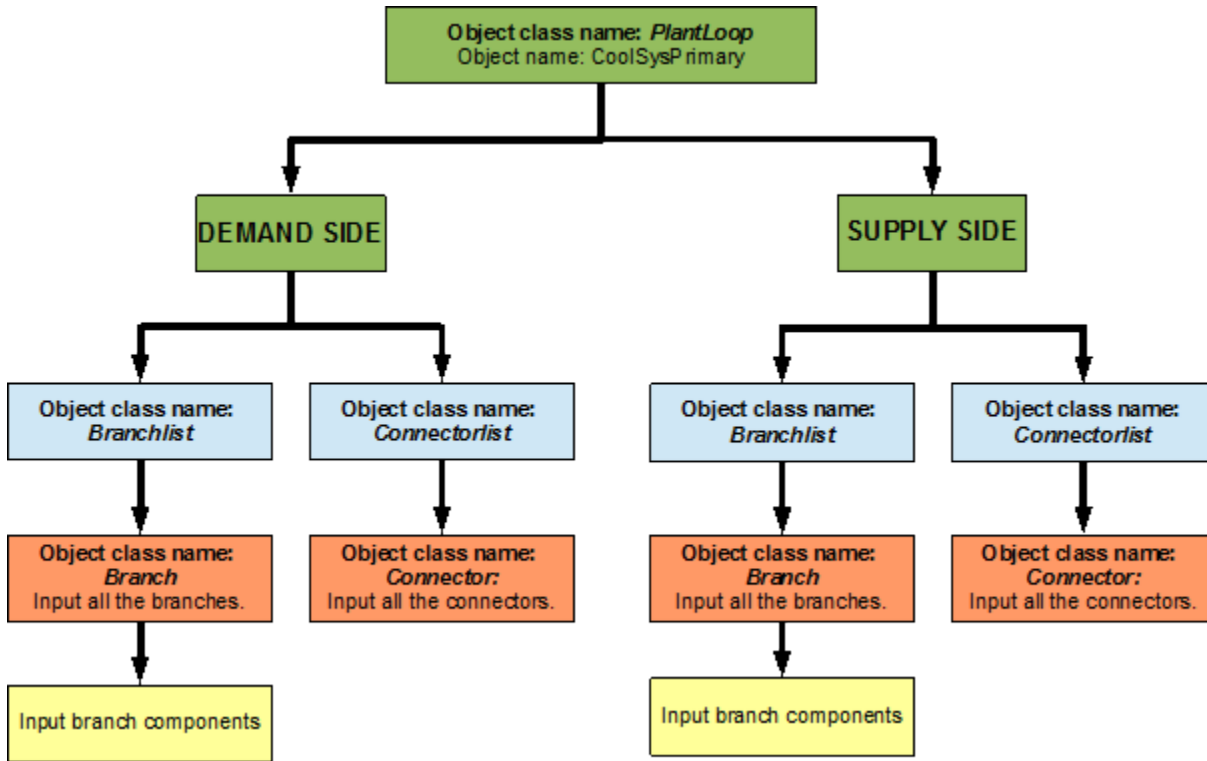 Object class name: PlantLoop
Object name: CoolSysPrimary
DEMAND SIDE
SUPPLY SIDE
Object class name:
Branchlist
Object class name:
Connectorlist
Object class name:
Branchlist
Object class name:
Connectorlist
Object class name:
Branch
Input all the branches.
Object class name:
Connector:
Input all the connectors.
Object class name:
Branch
Input all the branches.
Object class name:
Connector:
Input all the connectors.
Input branch components
Input branch components